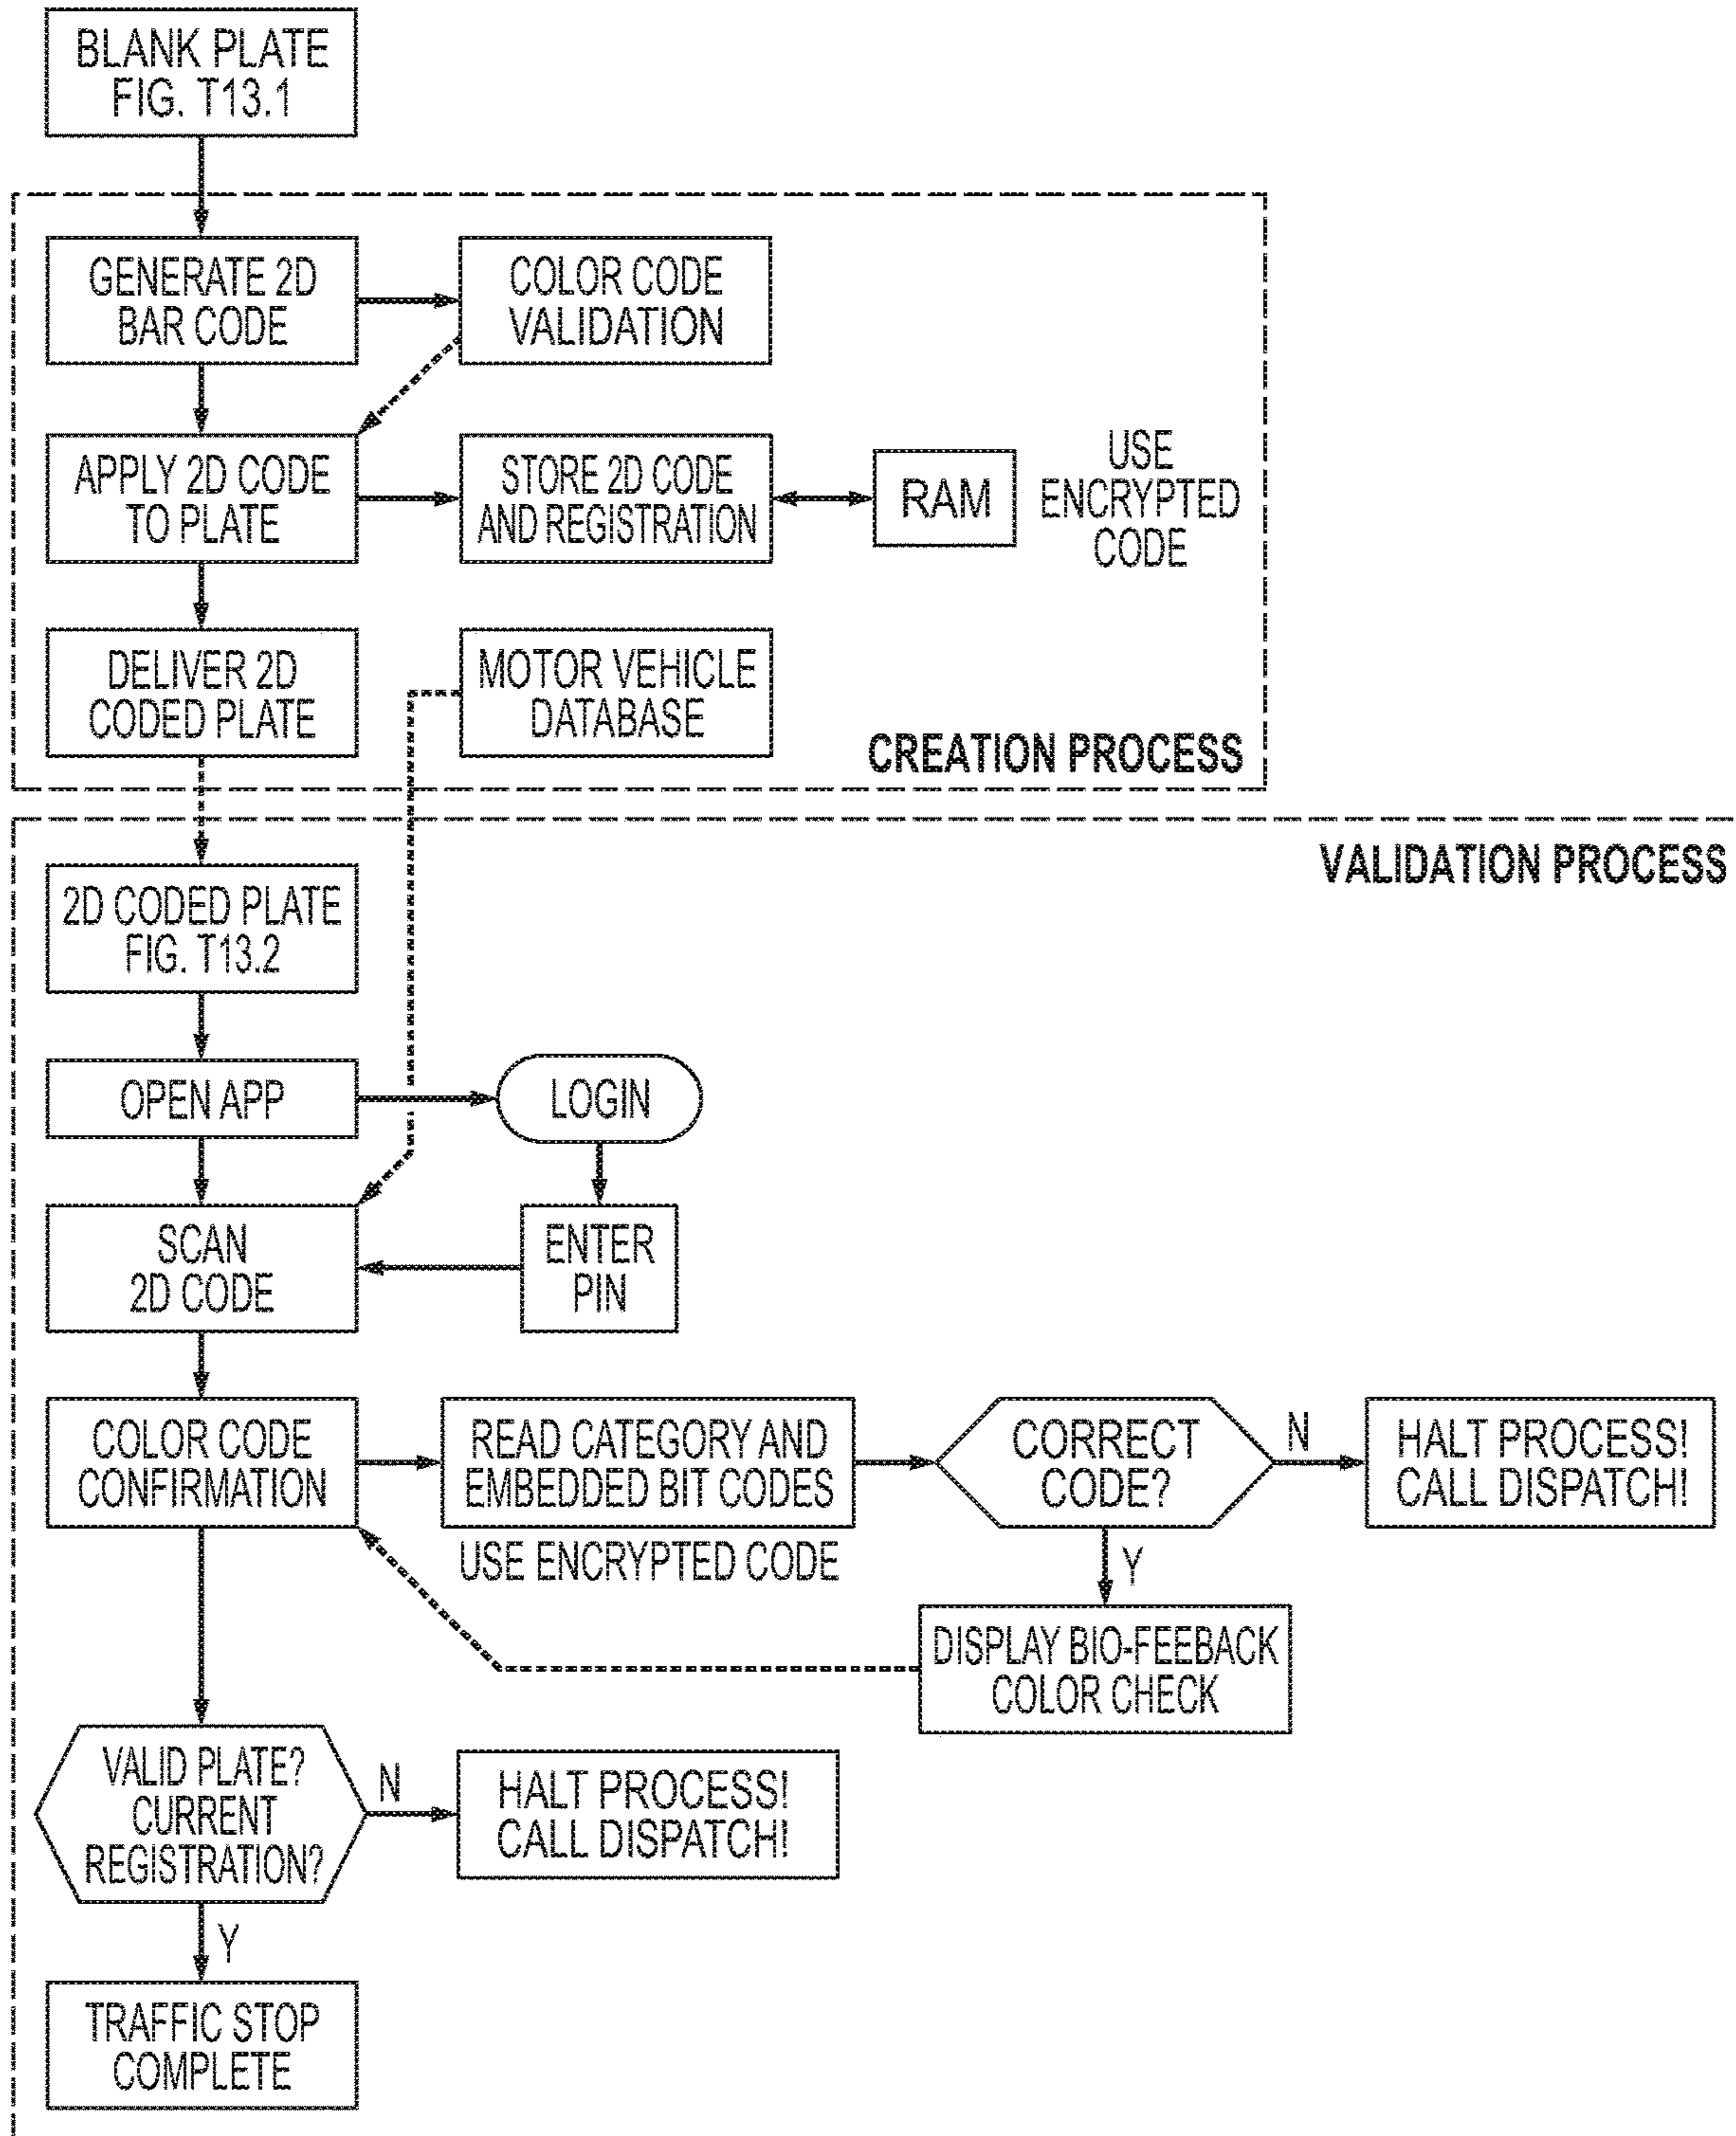 BLANK PLATE
FIG. T13.1
GENERATE 2D
BAR CODE
COLOR CODE
VALIDATION
APPLY 2D CODE
TO PLATE
STORE 2D CODE
AND REGISTRATION
RAM
USE
ENCRYPTED
CODE
DELIVER 2D
CODED PLATE
MOTOR VEHICLE
DATABASE
CREATION PROCESS
VALIDATION PROCESS
2D CODED PLATE
FIG. T13.2
OPEN APP
LOGIN
SCAN
2D CODE
ENTER
PIN
COLOR CODE
CONFIRMATION
READ CATEGORY AND
EMBEDDED BIT CODES
USE ENCRYPTED CODE
CORRECT
CODE?
N
HALT PROCESS!
CALL DISPATCH!
Y
DISPLAY BIO-FEEBACK
COLOR CHECK
VALID PLATE?
CURRENT
REGISTRATION?
N
HALT PROCESS!
CALL DISPATCH!
Y
TRAFFIC STOP
COMPLETE